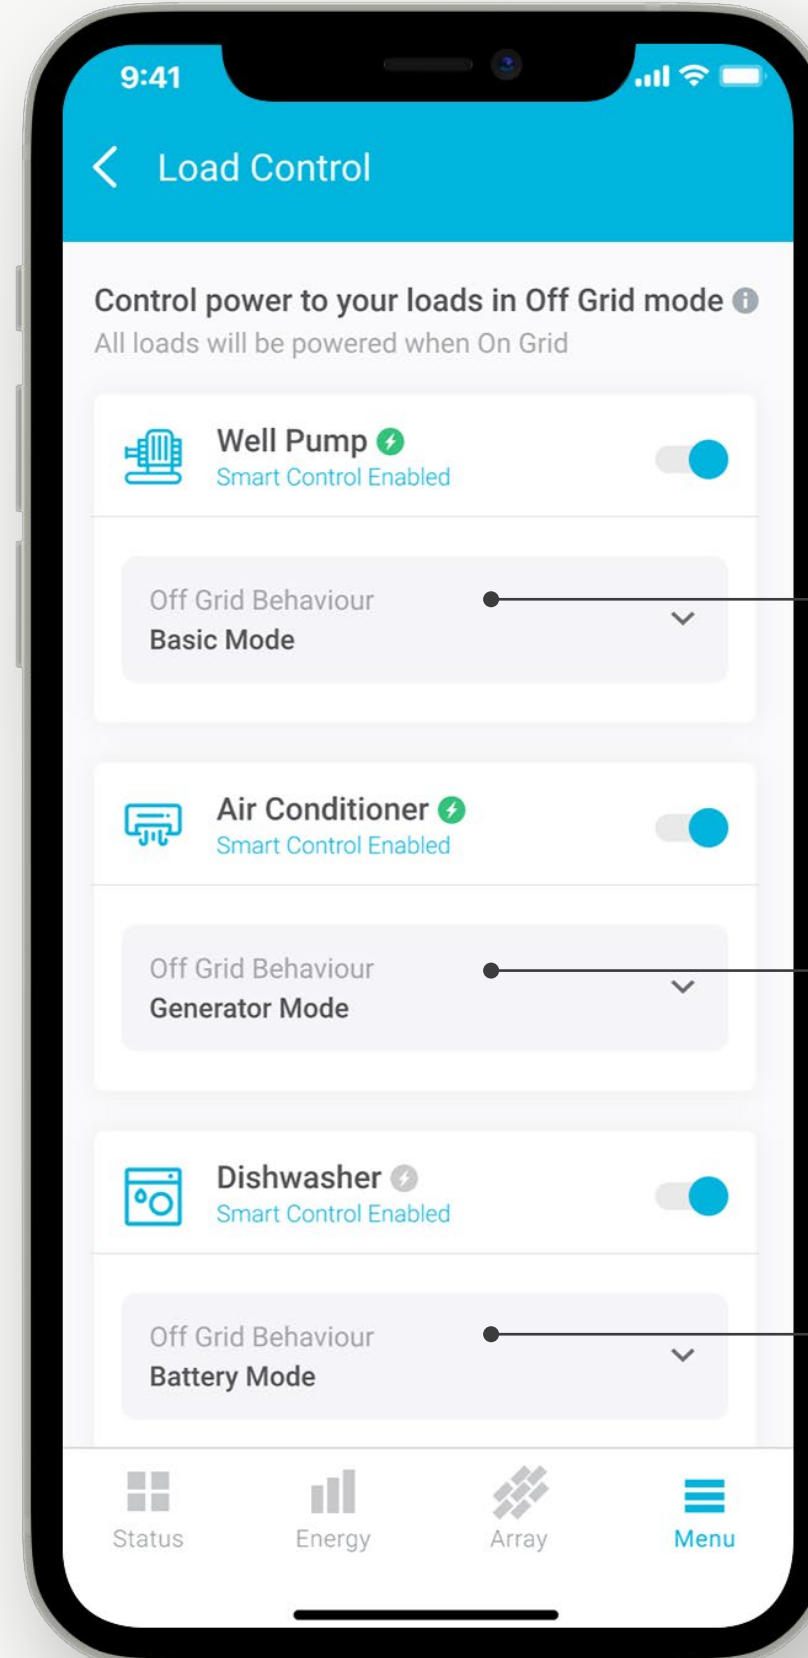 9:41
Load Control
Control power to your loads in Off Grid mode
All loads will be powered when On Grid
Well Pump
Smart Control Enabled
Off Grid Behaviour
Basic Mode
Air Conditioner
Smart Control Enabled
Off Grid Behaviour
Generator Mode
Dishwasher
Smart Control Enabled
Off Grid Behaviour
Battery Mode
Status
Energy
Array
Menu